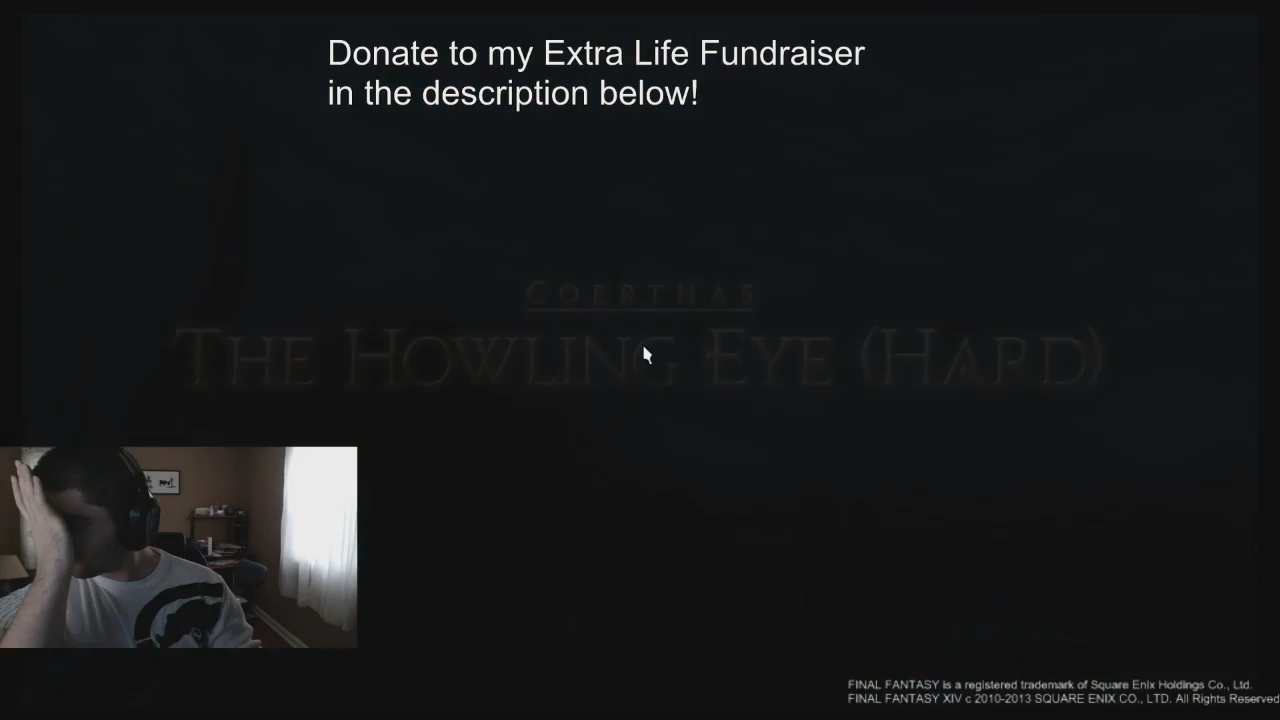 Donate to my Extra Life Fundraiser
in the description below!
COERTHAS
THE HOWLING EYE (HARD)
FINAL FANTASY is a registered trademark of Square Enix Holdings Co., Ltd.
FINAL FANTASY XIV c 2010-2013 SQUARE ENIX CO., LTD. All Rights Reserved